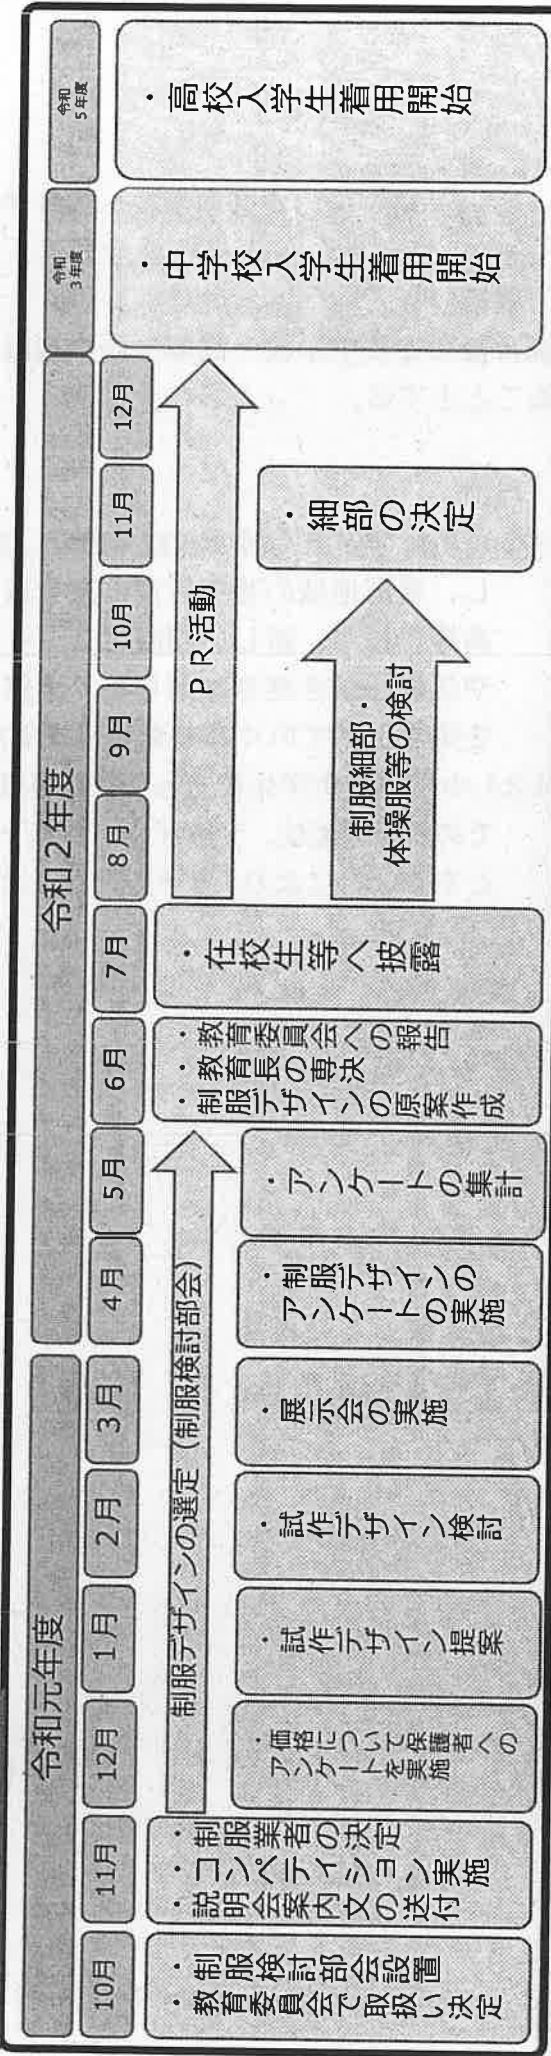 令和元年度
令和２年度
令和
３年度
令和
５年度
10月
11月
12月
1月
2月
3月
4月
5月
6月
7月
8月
9月
10月
11月
12月
・教育委員会で取扱い決定
・制服検討部会設置
・説明会案内文の送付
・コンペティション実施
・制服業者の決定
制服デザインの選定（制服検討部会）
・価格について保護者への
アンケートを実施
・試作デザイン提案
・試作デザイン検討
・展示会の実施
・制服デザインの
アンケートの実施
・アンケートの集計
・制服デザインの原案作成
・教育長の専決
・教育委員会への報告
・在校生等へ披露
ＰＲ活動
制服細部・
体操服等の検討
・細部の決定
・中学校入学生着用開始
・高校入学生着用開始